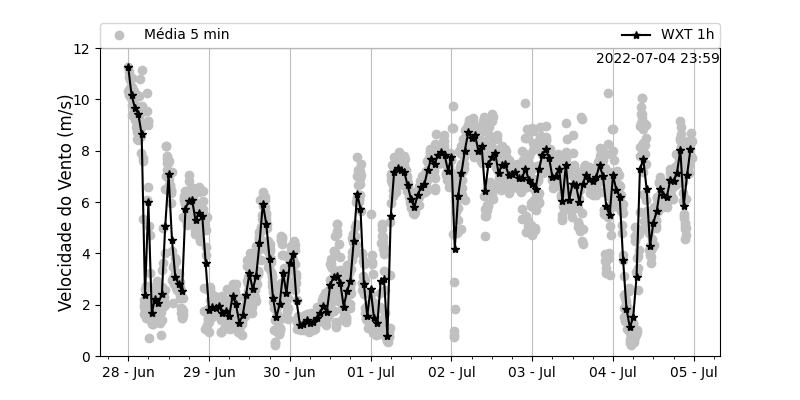 Média 5 min
WXT 1h
2022-07-04 23:59
Velocidade do Vento (m/s)
12
10
8
6
4
2
0
28 - Jun
29 - Jun
30 - Jun
01 - Jul
02 - Jul
03 - Jul
04 - Jul
05 - Jul